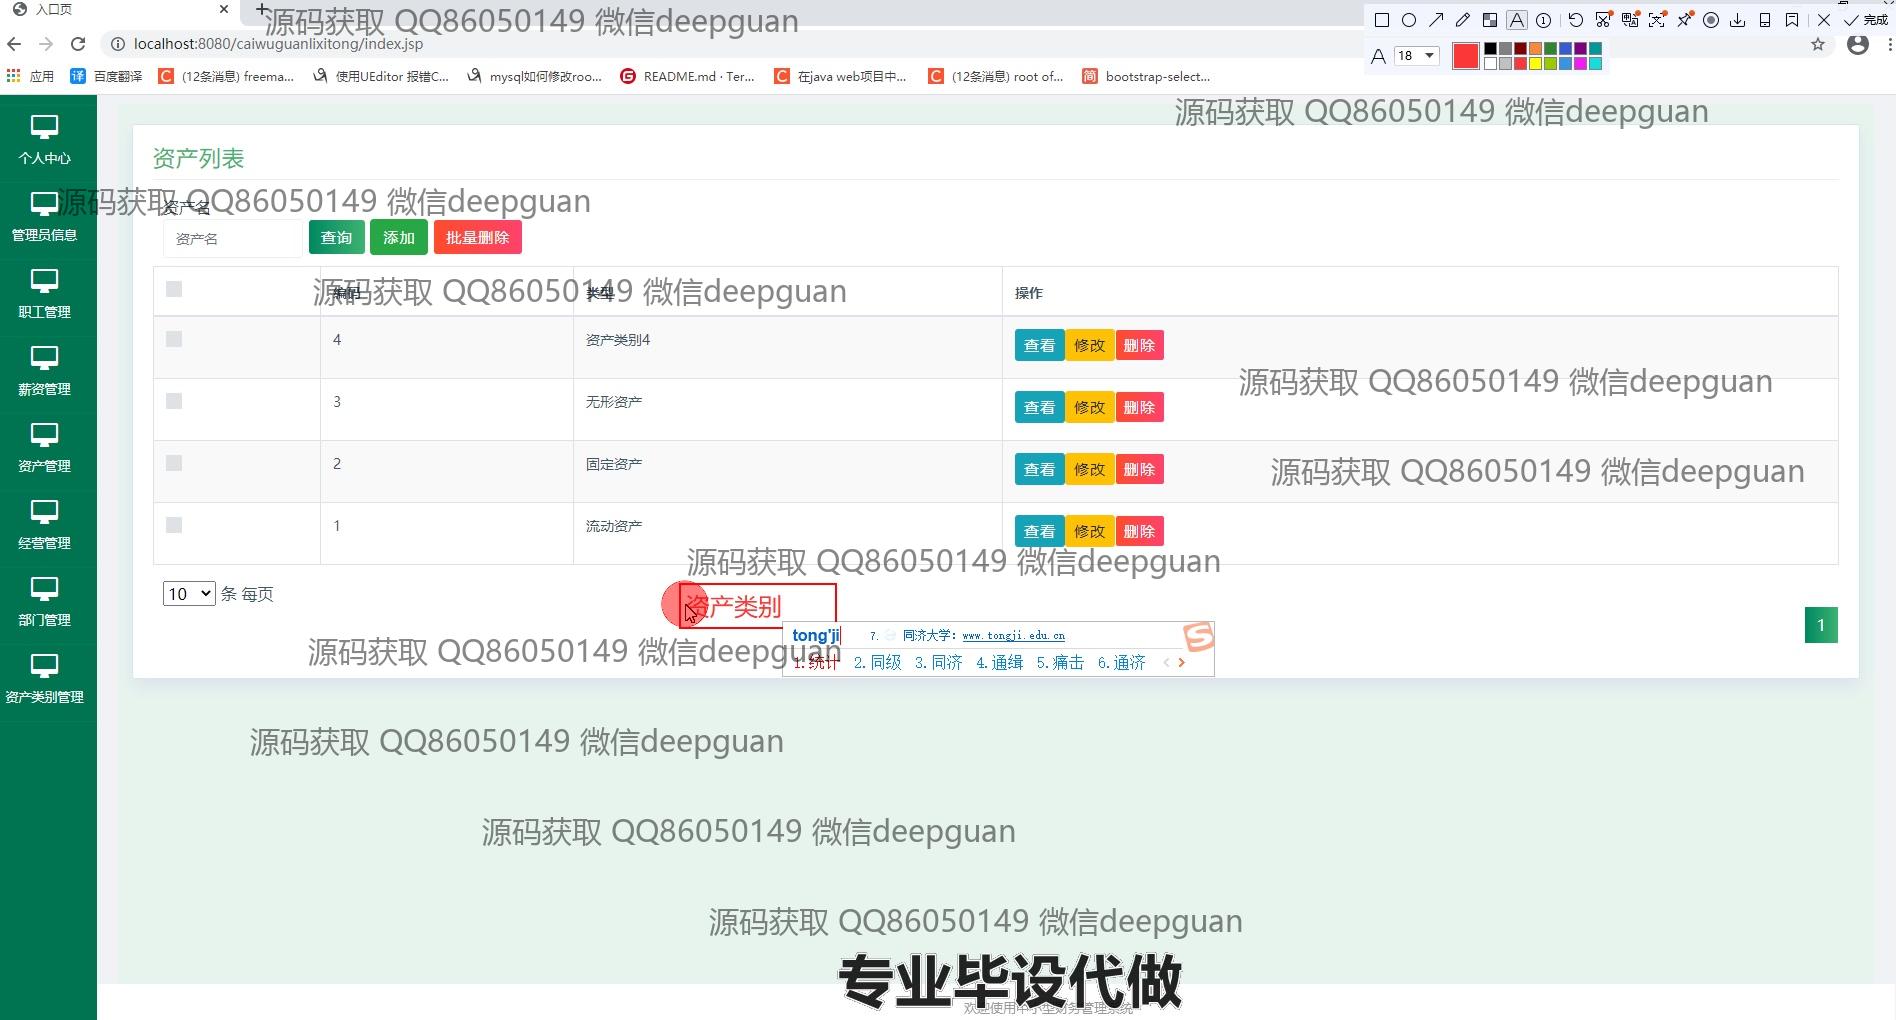 入口页
源码获取 QQ86050149 微信deepguan
完成
localhost:8080/caiwuguanlixitong/index.jsp
A 18
应用 百度翻译 (12条消息) freema... 使用UEditor 报错C... mysql如何修改roo... README.md · Ter... 在java web项目中... (12条消息) root of... bootstrap-select...
源码获取 QQ86050149 微信deepguan
个人中心
管理员信息
职工管理
薪资管理
资产管理
经营管理
部门管理
资产类别管理
资产列表
源码获取 QQ86050149 微信deepguan
资产名
资产名 查询 添加 批量删除
源码获取 QQ86050149 微信deepguan
编码 类型 操作
4 资产类别4 查看 修改 删除
源码获取 QQ86050149 微信deepguan
3 无形资产 查看 修改 删除
2 固定资产 查看 修改 删除
源码获取 QQ86050149 微信deepguan
1 流动资产 查看 修改 删除
源码获取 QQ86050149 微信deepguan
10 条 每页
资产类别
1
tong'ji 7. 同济大学: www.tongji.edu.cn
1.统计 2.同级 3.同济 4.通缉 5.痛击 6.通济
源码获取 QQ86050149 微信deepguan
源码获取 QQ86050149 微信deepguan
源码获取 QQ86050149 微信deepguan
源码获取 QQ86050149 微信deepguan
专业毕设代做
欢迎使用中小型财务管理系统